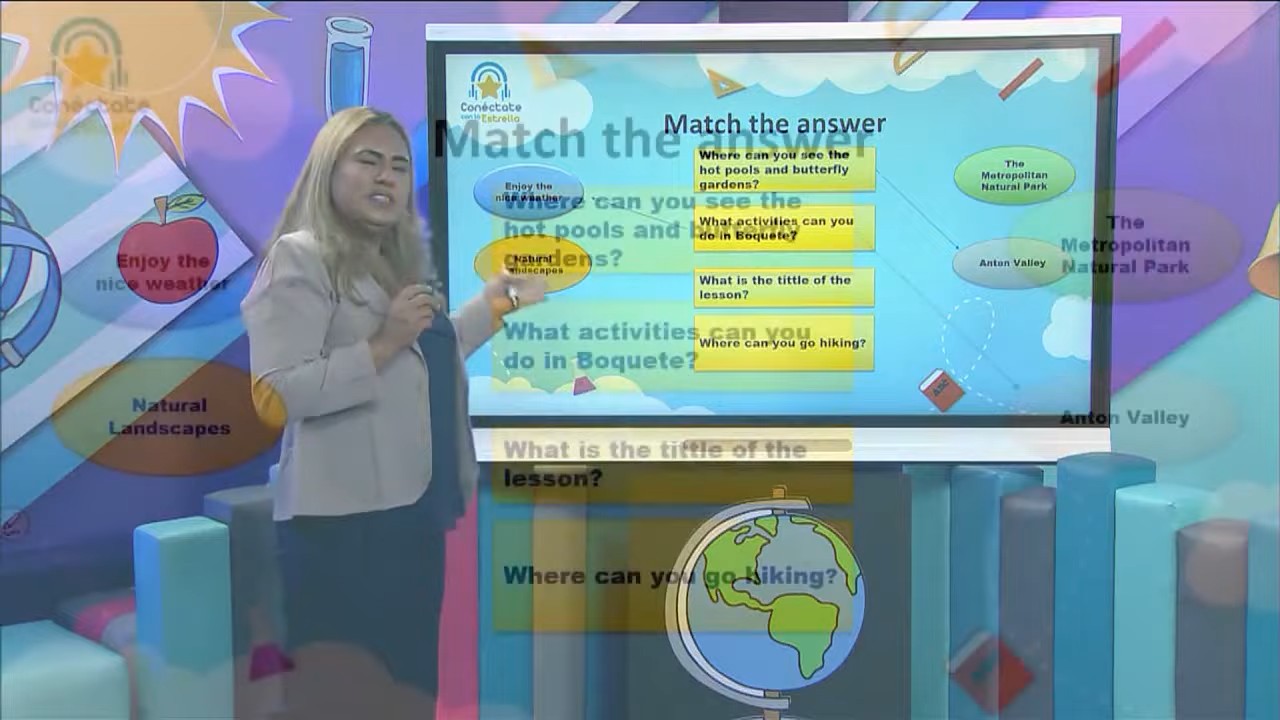 Conéctate
con la Estrella
Match the answer
Where can you see the
hot pools and butterfly
gardens?
What activities can you
do in Boquete?
What is the tittle of the
lesson?
Where can you go hiking?
Enjoy the
nice weather
Natural
Landscapes
The
Metropolitan
Natural Park
Anton Valley
ABC
Conéctate
Match the answer
Where can you see the
hot pools and butterfly
gardens?
What activities can you
do in Boquete?
What is the tittle of the
lesson?
Where can you go hiking?
Enjoy the
nice weather
Natural
Landscapes
The
Metropolitan
Natural Park
Anton Valley